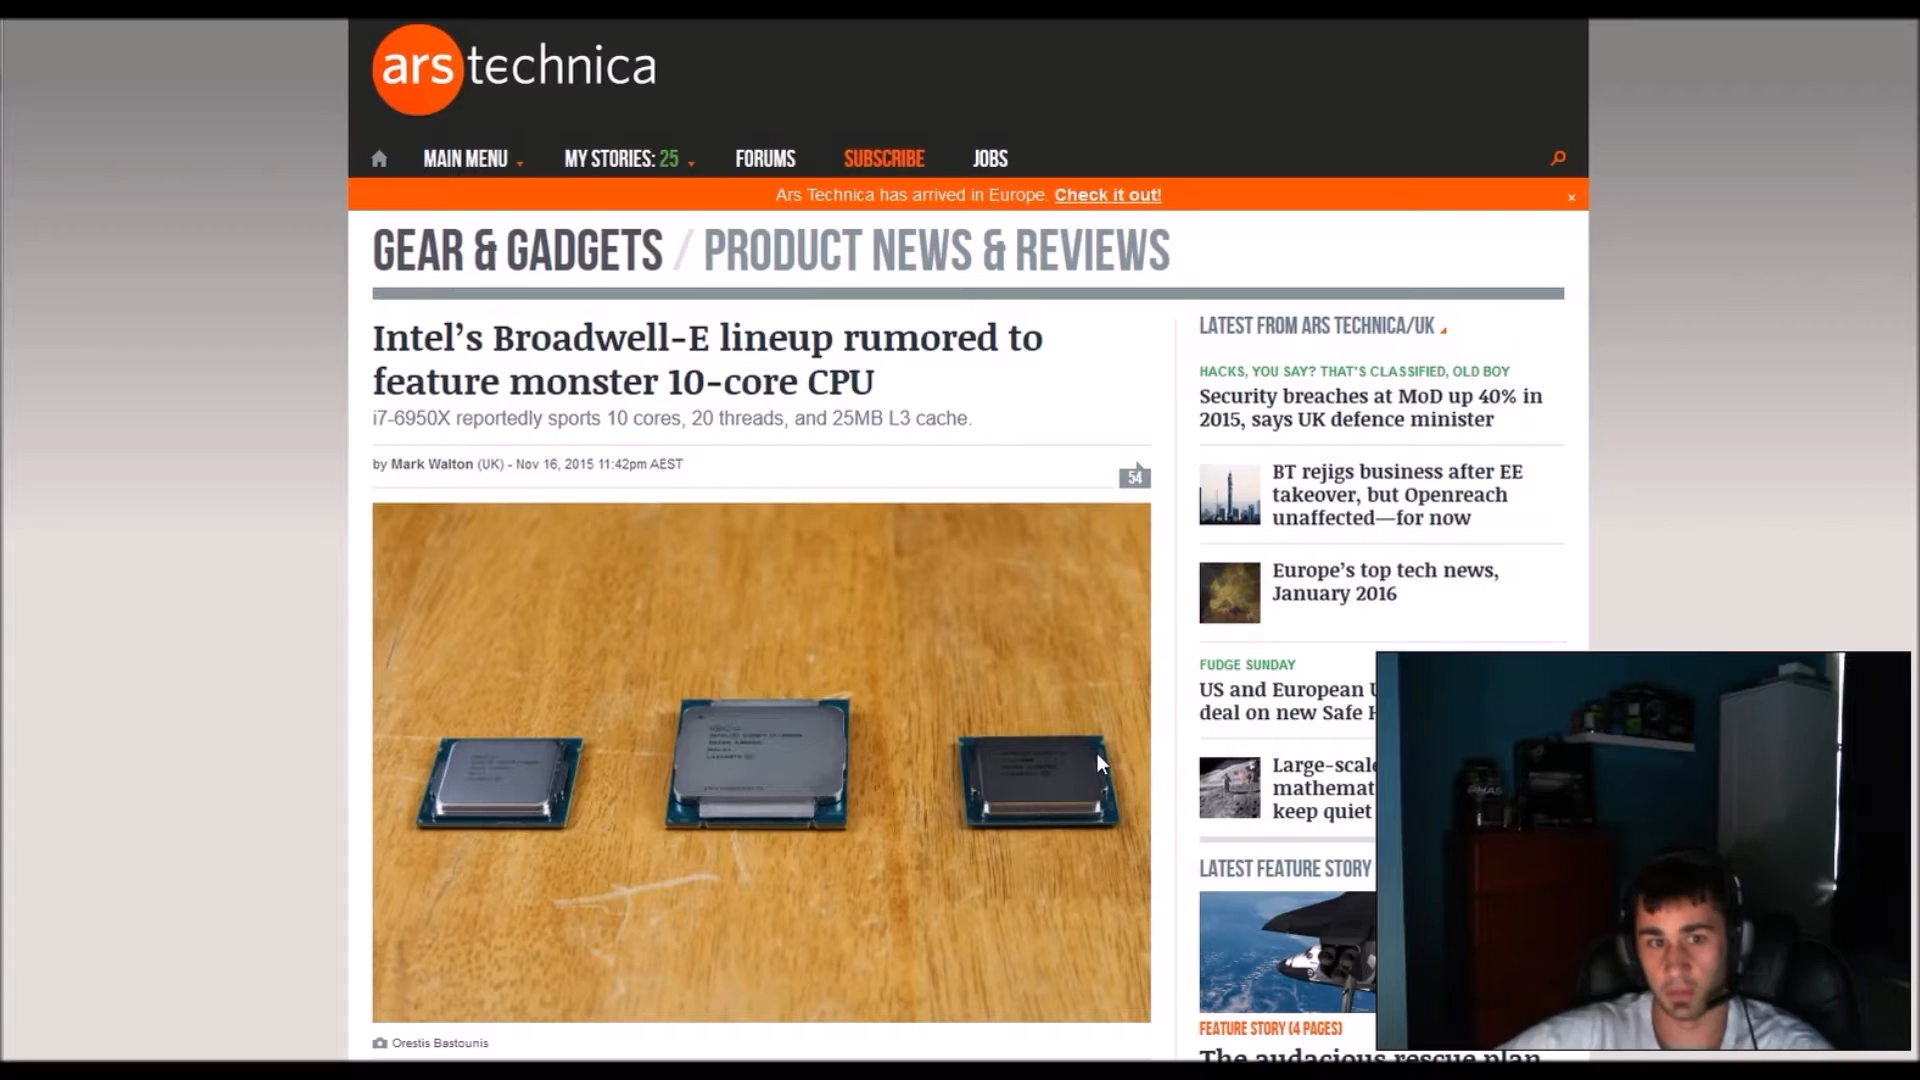 ars technica
MAIN MENU
MY STORIES: 25
FORUMS
SUBSCRIBE
JOBS
Ars Technica has arrived in Europe. Check it out!
×
GEAR & GADGETS / PRODUCT NEWS & REVIEWS
Intel’s Broadwell-E lineup rumored to
feature monster 10-core CPU
i7-6950X reportedly sports 10 cores, 20 threads, and 25MB L3 cache.
by Mark Walton (UK) - Nov 16, 2015 11:42pm AEST
54
Orestis Bastounis
LATEST FROM ARS TECHNICA/UK
HACKS, YOU SAY? THAT'S CLASSIFIED, OLD BOY
Security breaches at MoD up 40% in
2015, says UK defence minister
BT rejigs business after EE
takeover, but Openreach
unaffected—for now
Europe’s top tech news,
January 2016
FUDGE SUNDAY
US and European
deal on new Safe
Large-scale
mathemat
keep quiet
LATEST FEATURE STORY
FEATURE STORY (4 PAGES)
The audacious rescue plan